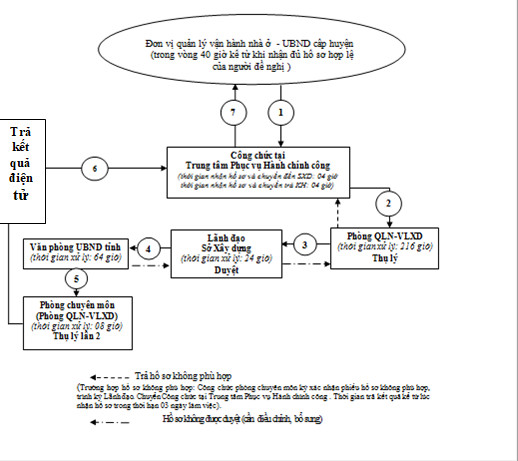 Đơn vị quản lý vận hành nhà ở - UBND cấp huyện
(trong vòng 40 giờ kể từ khi nhận đủ hồ sơ hợp lệ
của người đề nghị )
7
1
Trả
kết
quả
điện
tử
6
Công chức tại
Trung tâm Phục vụ Hành chính công
(thời gian nhận hồ sơ và chuyển đến SXD: 04 giờ
thời gian nhận hồ sơ và chuyển trả KH: 04 giờ)
2
Văn phòng UBND tỉnh
(thời gian xử lý: 64 giờ)
4
Lãnh đạo
Sở Xây dựng
(thời gian xử lý: 24 giờ)
Duyệt
3
Phòng QLN-VLXD
(thời gian xử lý: 216 giờ)
Thụ lý
5
Phòng chuyên môn
(Phòng QLN-VLXD)
(thời gian xử lý: 08 giờ)
Thụ lý lần 2
Trả hồ sơ không phù hợp
(Trường hợp hồ sơ không phù hợp: Công chức phòng chuyên môn ký xác nhận phiếu hồ sơ không phù hợp,
trình ký Lãnh đạo. Chuyển Công chức tại Trung tâm Phục vụ Hành chính công . Thời gian trả kết quả kể từ lúc
nhận hồ sơ trong thời hạn 03 ngày làm việc).
Hồ sơ không được duyệt (cần điều chỉnh, bổ sung)